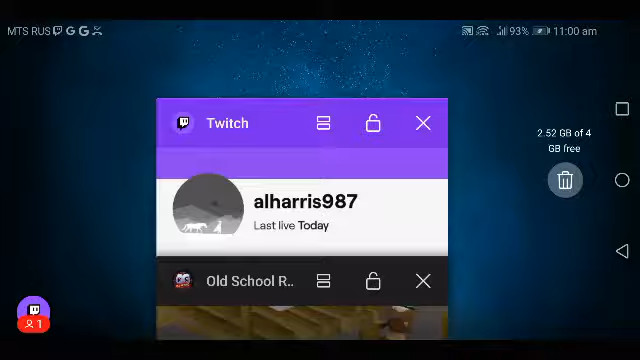 MTS RUS
93%
11:00 am
Twitch
2.52 GB of 4
GB free
alharris987
Last live Today
Old School R..
1